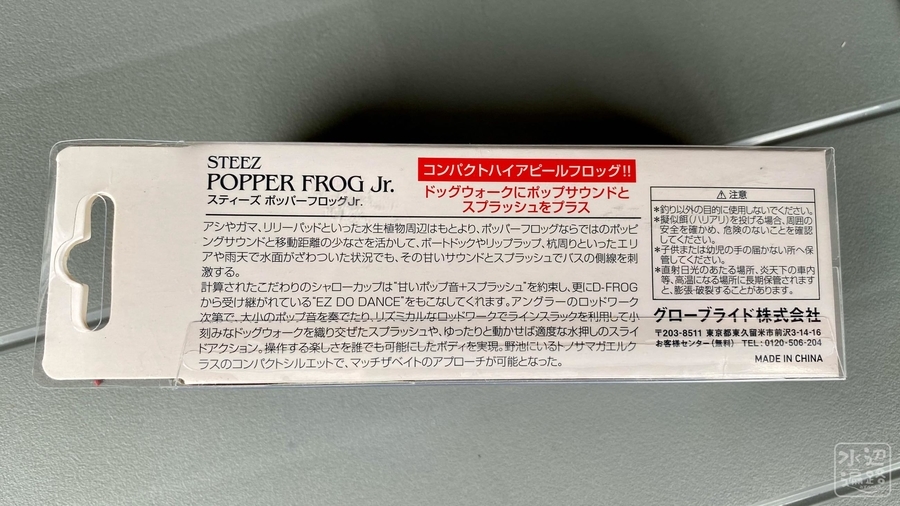 STEEZ
POPPER FROG Jr.
スティーズ ポッパーフロッグJr.
コンパクトハイアピールフロッグ!!
ドッグウォークにポップサウンドと
スプラッシュをプラス
アシやガマ、リリーパッドといった水生植物周辺はもとより、ポッパーフロッグならではのポッピ
ングサウンドと移動距離の少なさを活かして、ボートドックやリップラップ、杭周りといったエリ
アや雨天で水面がざわついた状況でも、その甘いサウンドとスプラッシュでバスの側線を刺
激する。
計算されたこだわりのシャローカップは"甘いポップ音+スプラッシュ"を約束し、更にD-FROG
から受け継がれている"EZ DO DANCE"をもこなしてくれます。アングラーのロッドワーク
次第で、大小のポップ音を奏でたり、リズミカルなロッドワークでラインスラックを利用して小
刻みなドッグウォークを織り交ぜたスプラッシュや、ゆったりと動かせば適度な水押しのスライ
ドアクション。操作する楽しさを誰でも可能にしたボディを実現。野池にいるトノサマガエルク
ラスのコンパクトシルエットで、マッチザベイトのアプローチが可能となった。
⚠注意
*釣り以外の目的に使用しないでください。
*擬似餌(ハリアリ)を投げる場合、周囲の
安全を確かめ、危険のないことを確認
してください。
*子供または幼児の手の届かない所へ保
管してください。
*直射日光のあたる場所、炎天下の車内
等、高温になる場所に長期保管されます
と、膨張・破裂することがあります。
グローブライド株式会社
〒203-8511 東京都東久留米市前沢3-14-16
お客様センター(無料) TEL:0120-506-204
MADE IN CHINA
水辺
遍路